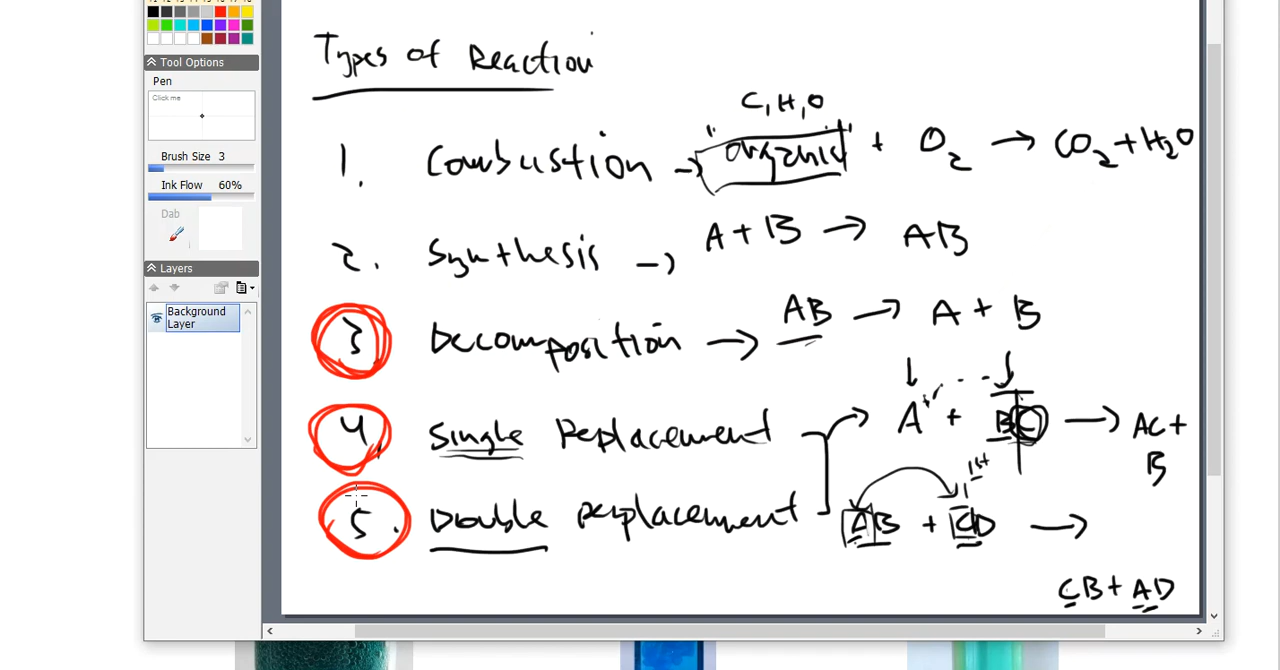 Tool Options
Pen
Click me
Brush Size 3
Ink Flow 60%
Dab
Layers
Background
Layer
Types of Reaction
C, H, O
1. Combustion → "organic" + O2 → CO2 + H2O
2. Synthesis → A + B → AB
3. Decomposition → AB → A + B
4. Single Replacement → A + BC → AC +
B
1st
5. Double Replacement AB + CD →
CB + AD